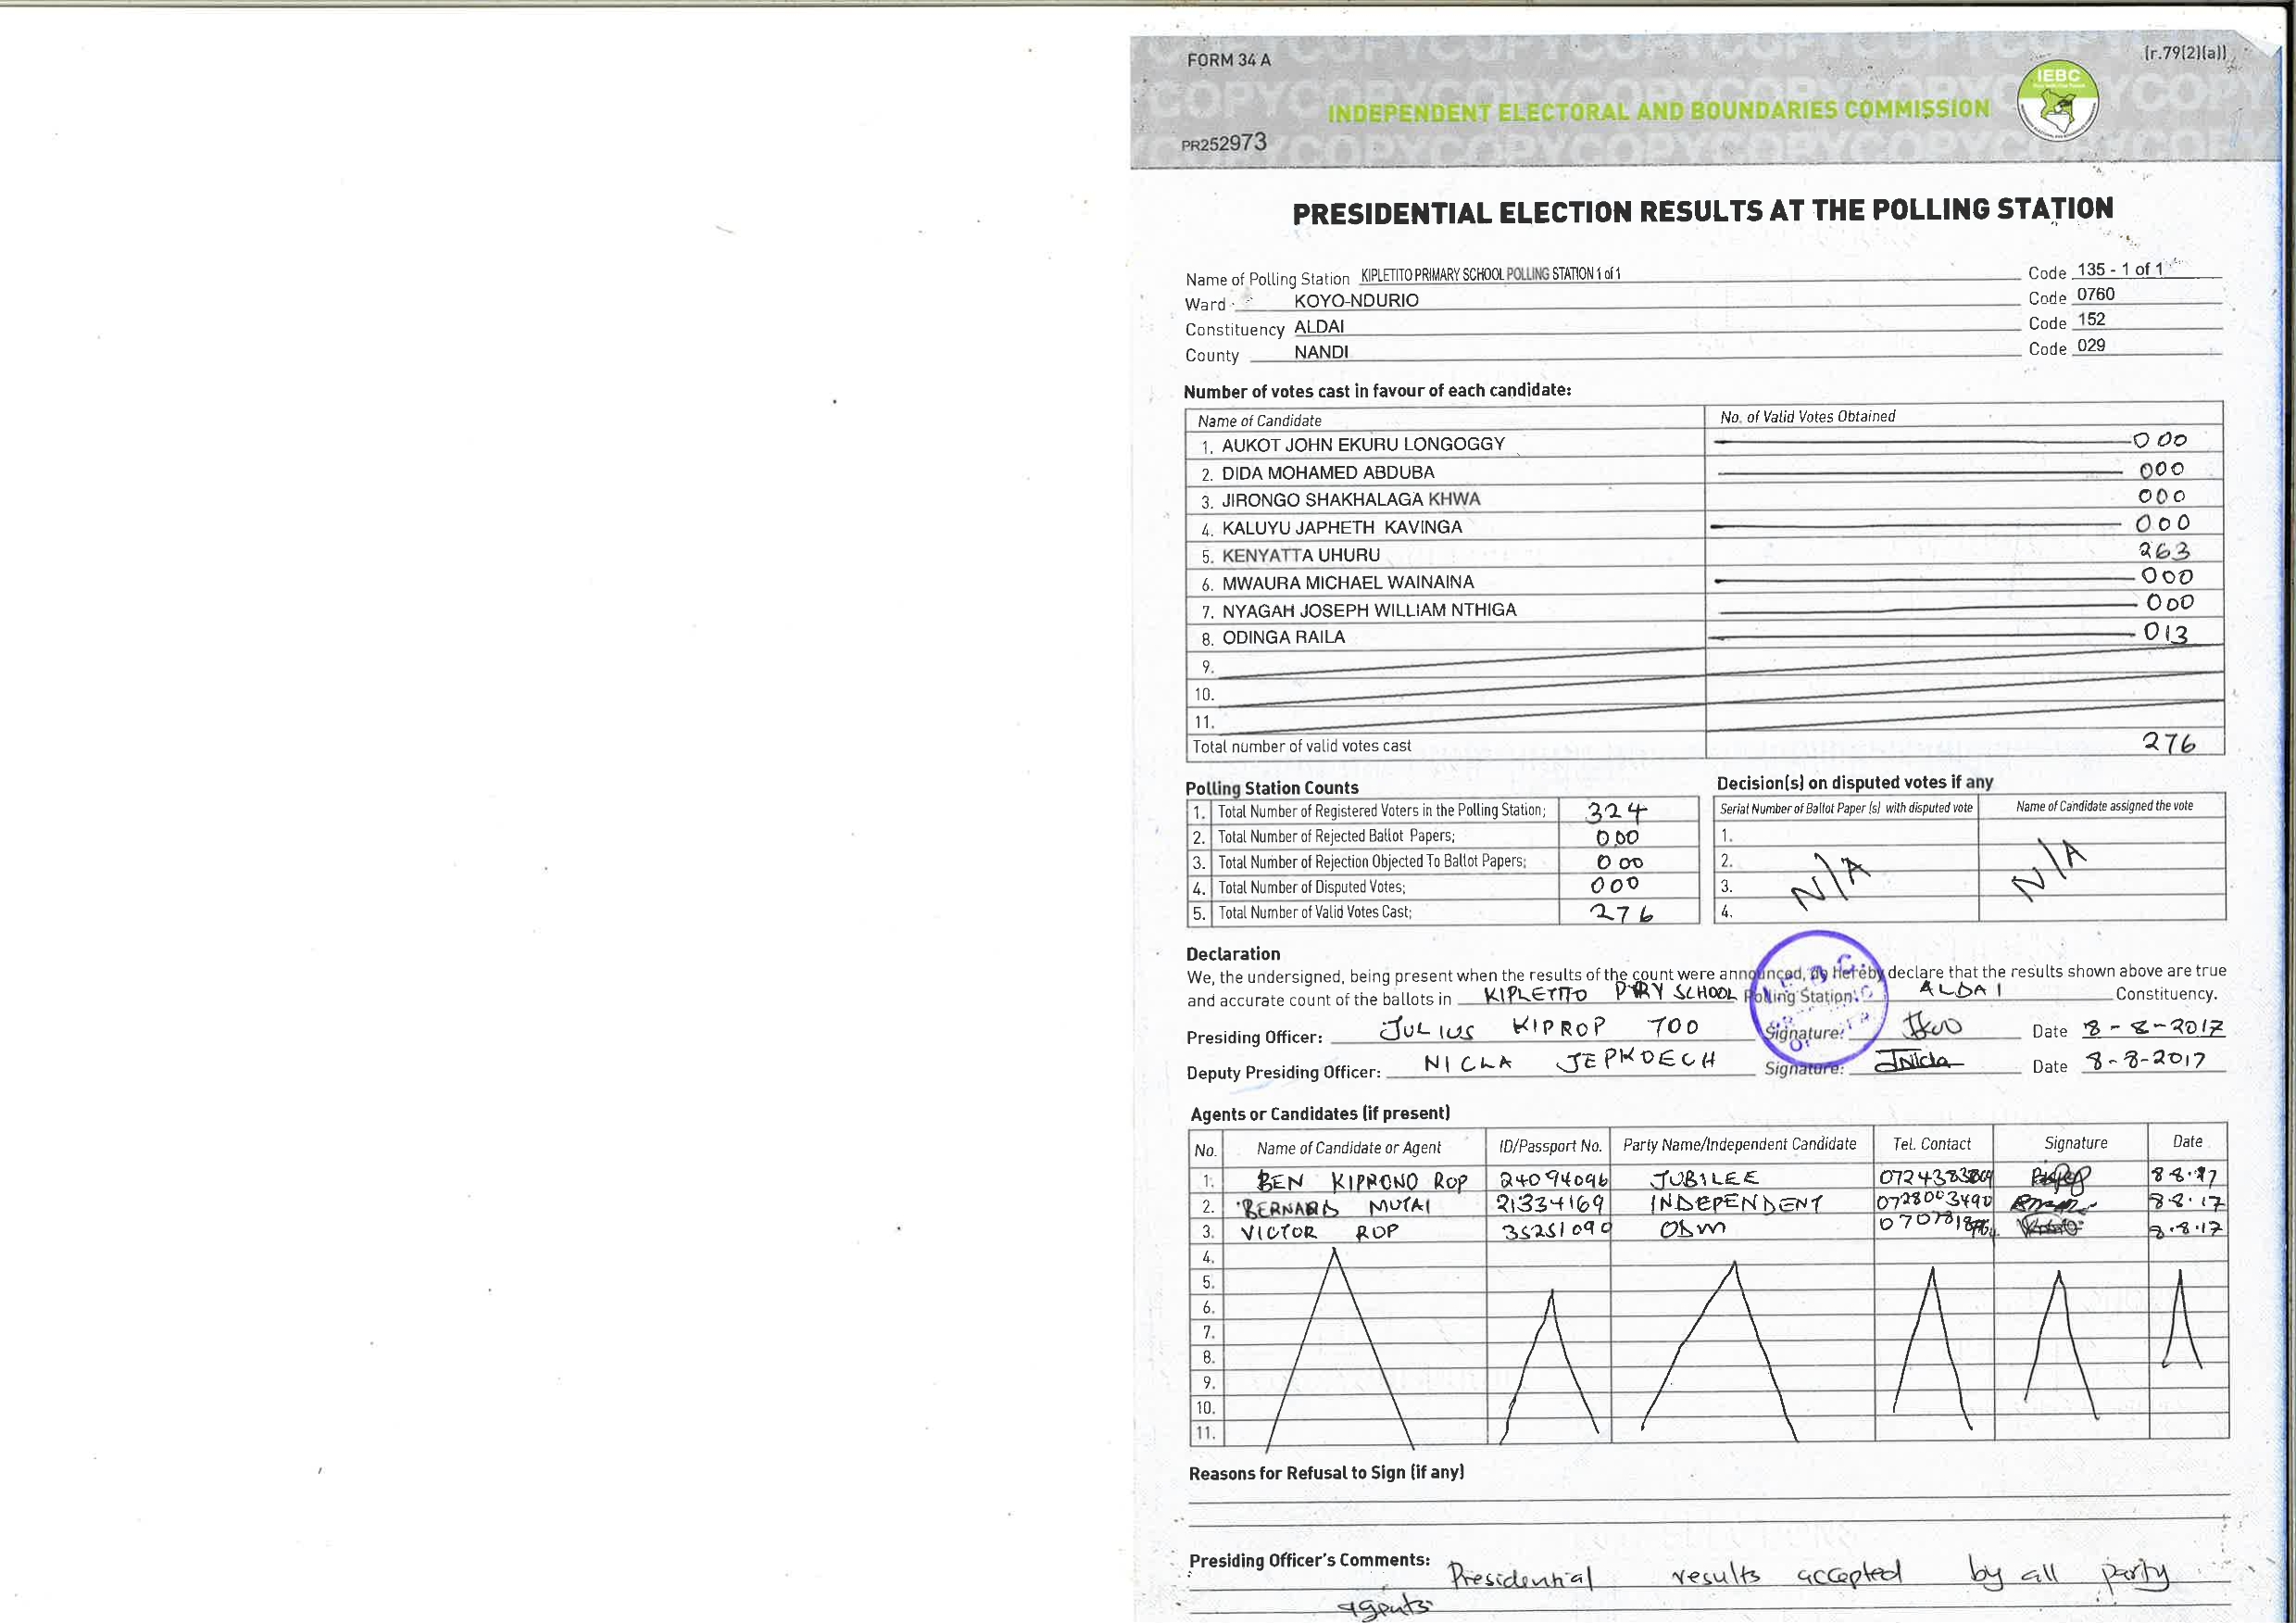 FORM 34 A
(r.79(2)(a))
IEBC
INDEPENDENT ELECTORAL AND BOUNDARIES COMMISSION
PR252973
PRESIDENTIAL ELECTION RESULTS AT THE POLLING STATION
Name of Polling Station KIPLETITO PRIMARY SCHOOL POLLING STATION 1 of 1 Code 135 - 1 of 1
Ward KOYO-NDURIO Code 0760
Constituency ALDAI Code 152
County NANDI Code 029
Number of votes cast in favour of each candidate:
Name of Candidate No. of Valid Votes Obtained
1. AUKOT JOHN EKURU LONGOGGY 000
2. DIDA MOHAMED ABDUBA 000
3. JIRONGO SHAKHALAGA KHWA 000
4. KALUYU JAPHETH KAVINGA 000
5. KENYATTA UHURU 263
6. MWAURA MICHAEL WAINAINA 000
7. NYAGAH JOSEPH WILLIAM NTHIGA 000
8. ODINGA RAILA 013
9.
10.
11.
Total number of valid votes cast 276
Polling Station Counts
1. Total Number of Registered Voters in the Polling Station; 324
2. Total Number of Rejected Ballot Papers; 000
3. Total Number of Rejection Objected To Ballot Papers; 000
4. Total Number of Disputed Votes; 000
5. Total Number of Valid Votes Cast; 276
Decision(s) on disputed votes if any
Serial Number of Ballot Paper (s) with disputed vote Name of Candidate assigned the vote
1.
2.
3.
4.
N/A N/A
Declaration
We, the undersigned, being present when the results of the count were announced, do hereby declare that the results shown above are true
and accurate count of the ballots in KIPLETITO PRY SCHOOL Polling Station: ALDAI Constituency.
Presiding Officer: JULIUS KIPROP TOO Signature: Date 8-8-2017
Deputy Presiding Officer: NICLA JEPKOECH Signature: JNicla Date 8-8-2017
Agents or Candidates (if present)
No. Name of Candidate or Agent ID/Passport No. Party Name/Independent Candidate Tel. Contact Signature Date
1. BEN KIPRONO ROP 24094096 JUBILEE 8.8.17
2. BERNARD MUTAI 21334169 INDEPENDENT 0728003490 8.8.17
3. VICTOR ROP 35251090 ODM 8.8.17
4.
5.
6.
7.
8.
9.
10.
11.
Reasons for Refusal to Sign (if any)
Presiding Officer's Comments: Presidential results accepted by all party
agents